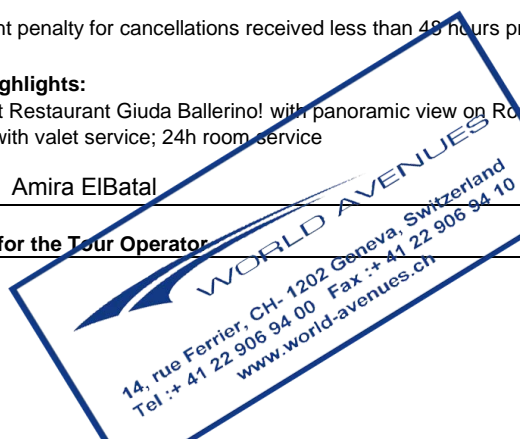 nt penalty for cancellations received less than 48 hours pr
ghlights:
t Restaurant Giuda Ballerino! with panoramic view on Ro
with valet service; 24h room service
Amira ElBatal
for the Tour Operator
WORLD AVENUES
14, rue Ferrier, CH- 1202 Geneva, Switzerland
Tel :+ 41 22 906 94 00 Fax :+ 41 22 906 94 10
www.world-avenues.ch